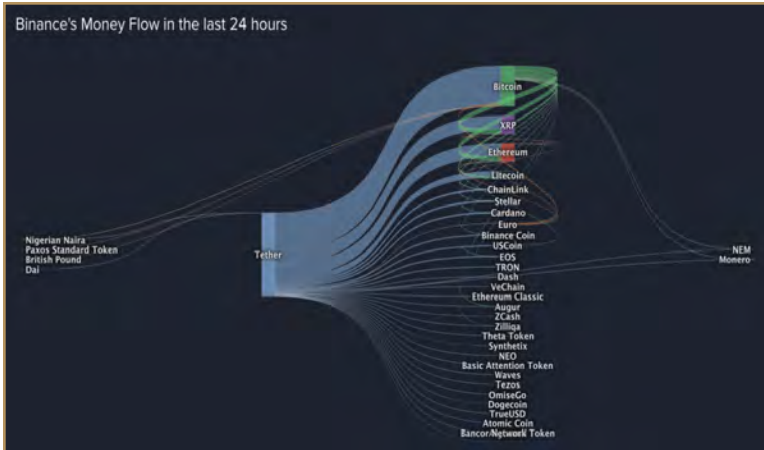 Binance's Money Flow in the last 24 hours
Bitcoin
XRP
Ethereum
Litecoin
ChainLink
Stellar
Cardano
Euro
Binance Coin
USCoin
EOS
TRON
Dash
VeChain
Ethereum Classic
Augur
ZCash
Zilliqa
Theta Token
Synthetix
NEO
Basic Attention Token
Waves
Tezos
OmiseGo
Dogecoin
TrueUSD
Atomic Coin
Network Token
Nigerian Naira
Paxos Standard Token
British Pound
Dai
Tether
NEM
Monero